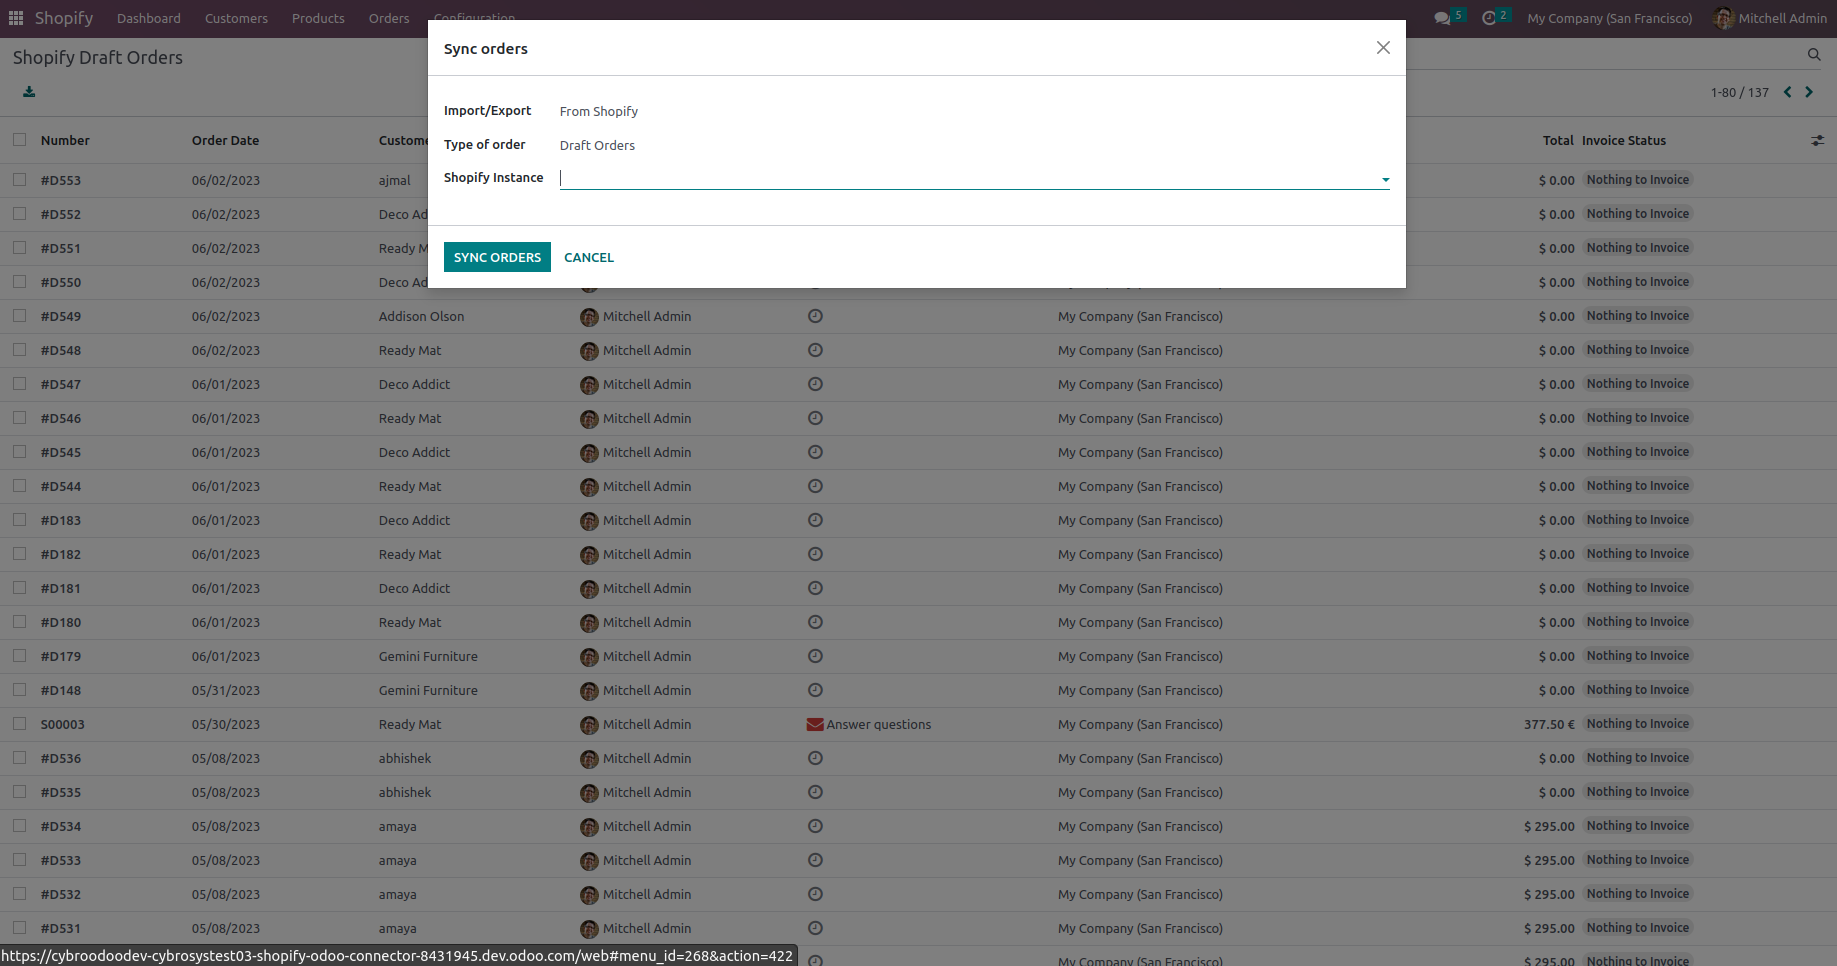 Shopify Dashboard Customers Products Orders Configuration 5 2 My Company (San Francisco) Mitchell Admin
Sync orders
Shopify Draft Orders
1-80 / 137
Import/Export From Shopify
Type of order Draft Orders
Shopify Instance
SYNC ORDERS CANCEL
Number Order Date Custome Total Invoice Status
#D553 06/02/2023 ajmal $ 0.00 Nothing to Invoice
#D552 06/02/2023 Deco Ad $ 0.00 Nothing to Invoice
#D551 06/02/2023 Ready M $ 0.00 Nothing to Invoice
#D550 06/02/2023 Deco Ad My Company (San Francisco) $ 0.00 Nothing to Invoice
#D549 06/02/2023 Addison Olson Mitchell Admin My Company (San Francisco) $ 0.00 Nothing to Invoice
#D548 06/02/2023 Ready Mat Mitchell Admin My Company (San Francisco) $ 0.00 Nothing to Invoice
#D547 06/01/2023 Deco Addict Mitchell Admin My Company (San Francisco) $ 0.00 Nothing to Invoice
#D546 06/01/2023 Ready Mat Mitchell Admin My Company (San Francisco) $ 0.00 Nothing to Invoice
#D545 06/01/2023 Deco Addict Mitchell Admin My Company (San Francisco) $ 0.00 Nothing to Invoice
#D544 06/01/2023 Ready Mat Mitchell Admin My Company (San Francisco) $ 0.00 Nothing to Invoice
#D183 06/01/2023 Deco Addict Mitchell Admin My Company (San Francisco) $ 0.00 Nothing to Invoice
#D182 06/01/2023 Ready Mat Mitchell Admin My Company (San Francisco) $ 0.00 Nothing to Invoice
#D181 06/01/2023 Deco Addict Mitchell Admin My Company (San Francisco) $ 0.00 Nothing to Invoice
#D180 06/01/2023 Ready Mat Mitchell Admin My Company (San Francisco) $ 0.00 Nothing to Invoice
#D179 06/01/2023 Gemini Furniture Mitchell Admin My Company (San Francisco) $ 0.00 Nothing to Invoice
#D148 05/31/2023 Gemini Furniture Mitchell Admin My Company (San Francisco) $ 0.00 Nothing to Invoice
S00003 05/30/2023 Ready Mat Mitchell Admin Answer questions My Company (San Francisco) 377.50 € Nothing to Invoice
#D536 05/08/2023 abhishek Mitchell Admin My Company (San Francisco) $ 0.00 Nothing to Invoice
#D535 05/08/2023 abhishek Mitchell Admin My Company (San Francisco) $ 0.00 Nothing to Invoice
#D534 05/08/2023 amaya Mitchell Admin My Company (San Francisco) $ 295.00 Nothing to Invoice
#D533 05/08/2023 amaya Mitchell Admin My Company (San Francisco) $ 295.00 Nothing to Invoice
#D532 05/08/2023 amaya Mitchell Admin My Company (San Francisco) $ 295.00 Nothing to Invoice
#D531 05/08/2023 amaya Mitchell Admin My Company (San Francisco) $ 295.00 Nothing to Invoice
My Company (San Francisco) $ 295.00 Nothing to Invoice
https://cybroodoodev-cybrosystest03-shopify-odoo-connector-8431945.dev.odoo.com/web#menu_id=268&action=422